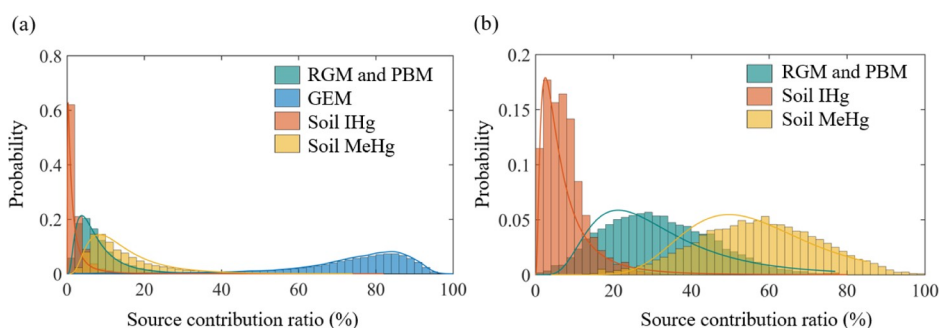 (a)
0.8
0.6
0.4
0.2
0
Probability
RGM and PBM
GEM
Soil IHg
Soil MeHg
0 20 40 60 80 100
Source contribution ratio (%)
(b)
0.2
0.15
0.1
0.05
0
Probability
RGM and PBM
Soil IHg
Soil MeHg
0 20 40 60 80 100
Source contribution ratio (%)